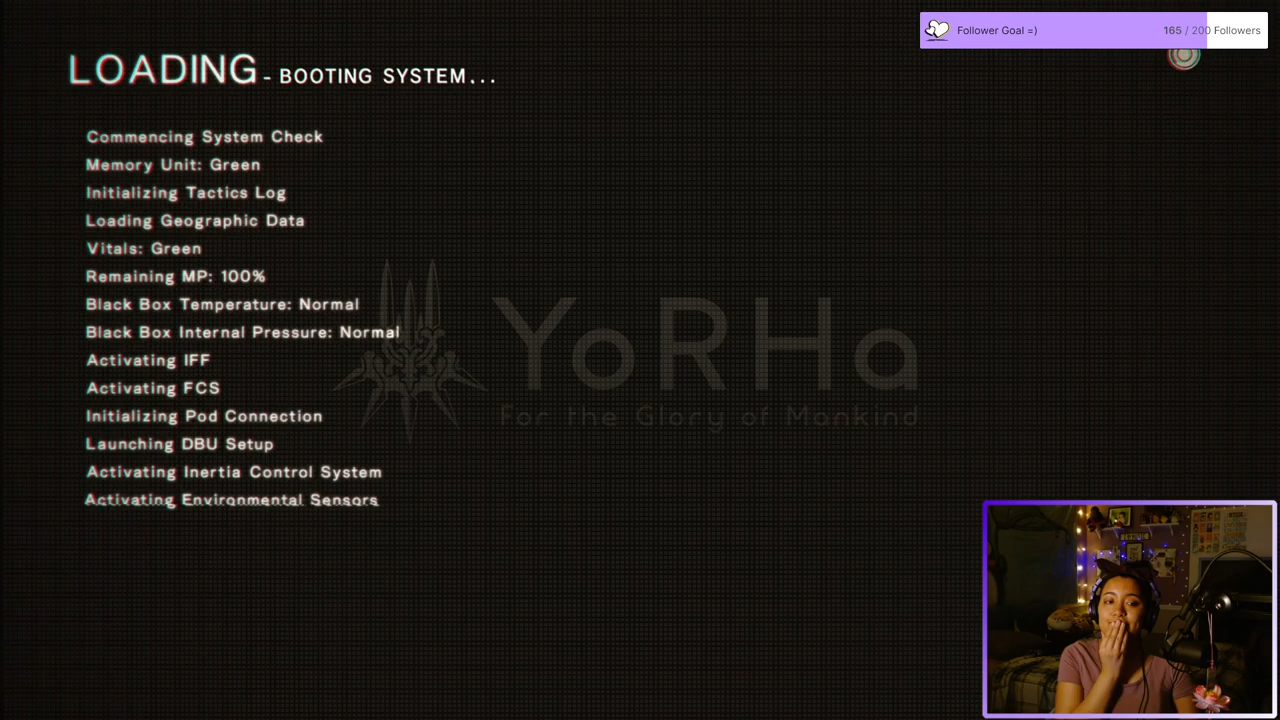 Follower Goal =)
165 / 200 Followers
LOADING - BOOTING SYSTEM...
Commencing System Check
Memory Unit: Green
Initializing Tactics Log
Loading Geographic Data
Vitals: Green
Remaining MP: 100%
Black Box Temperature: Normal
Black Box Internal Pressure: Normal
Activating IFF
Activating FCS
Initializing Pod Connection
Launching DBU Setup
Activating Inertia Control System
Activating Environmental Sensors
YoRHa
For the Glory of Mankind